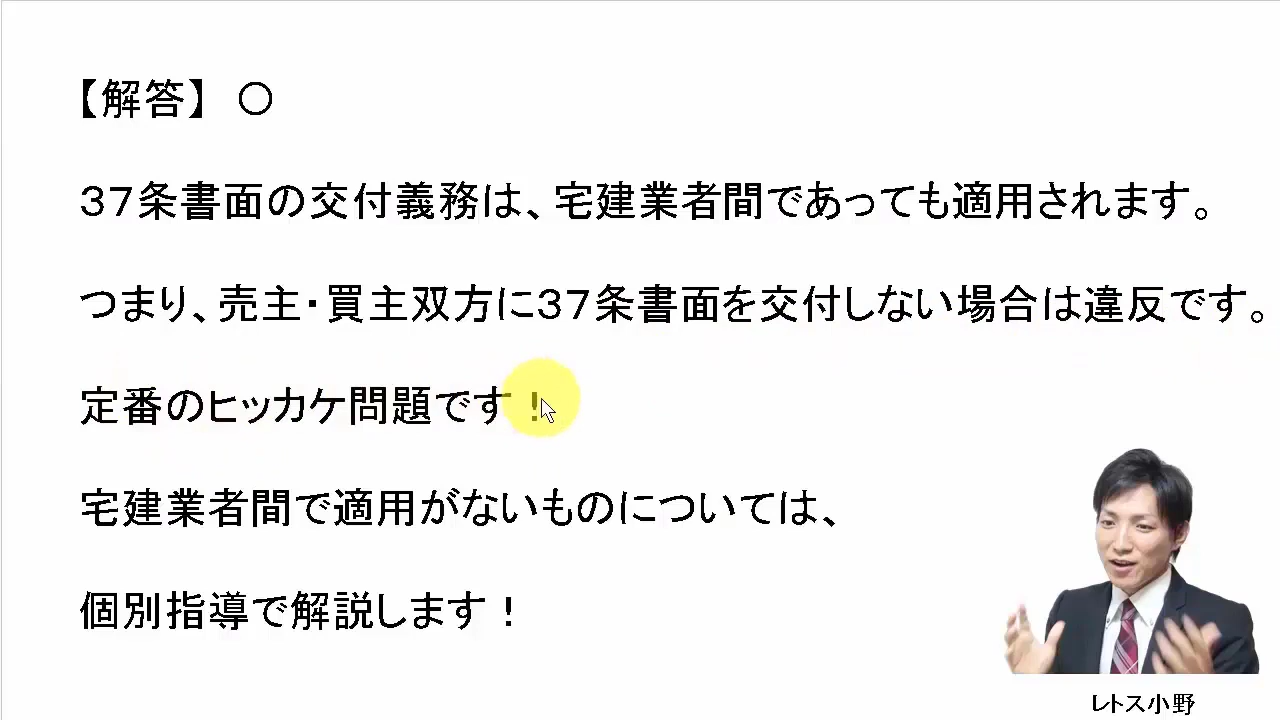 【解答】 ○
37条書面の交付義務は、宅建業者間であっても適用されます。
つまり、売主・買主双方に37条書面を交付しない場合は違反です。
定番のヒッカケ問題です!
宅建業者間で適用がないものについては、
個別指導で解説します!
レトス小野